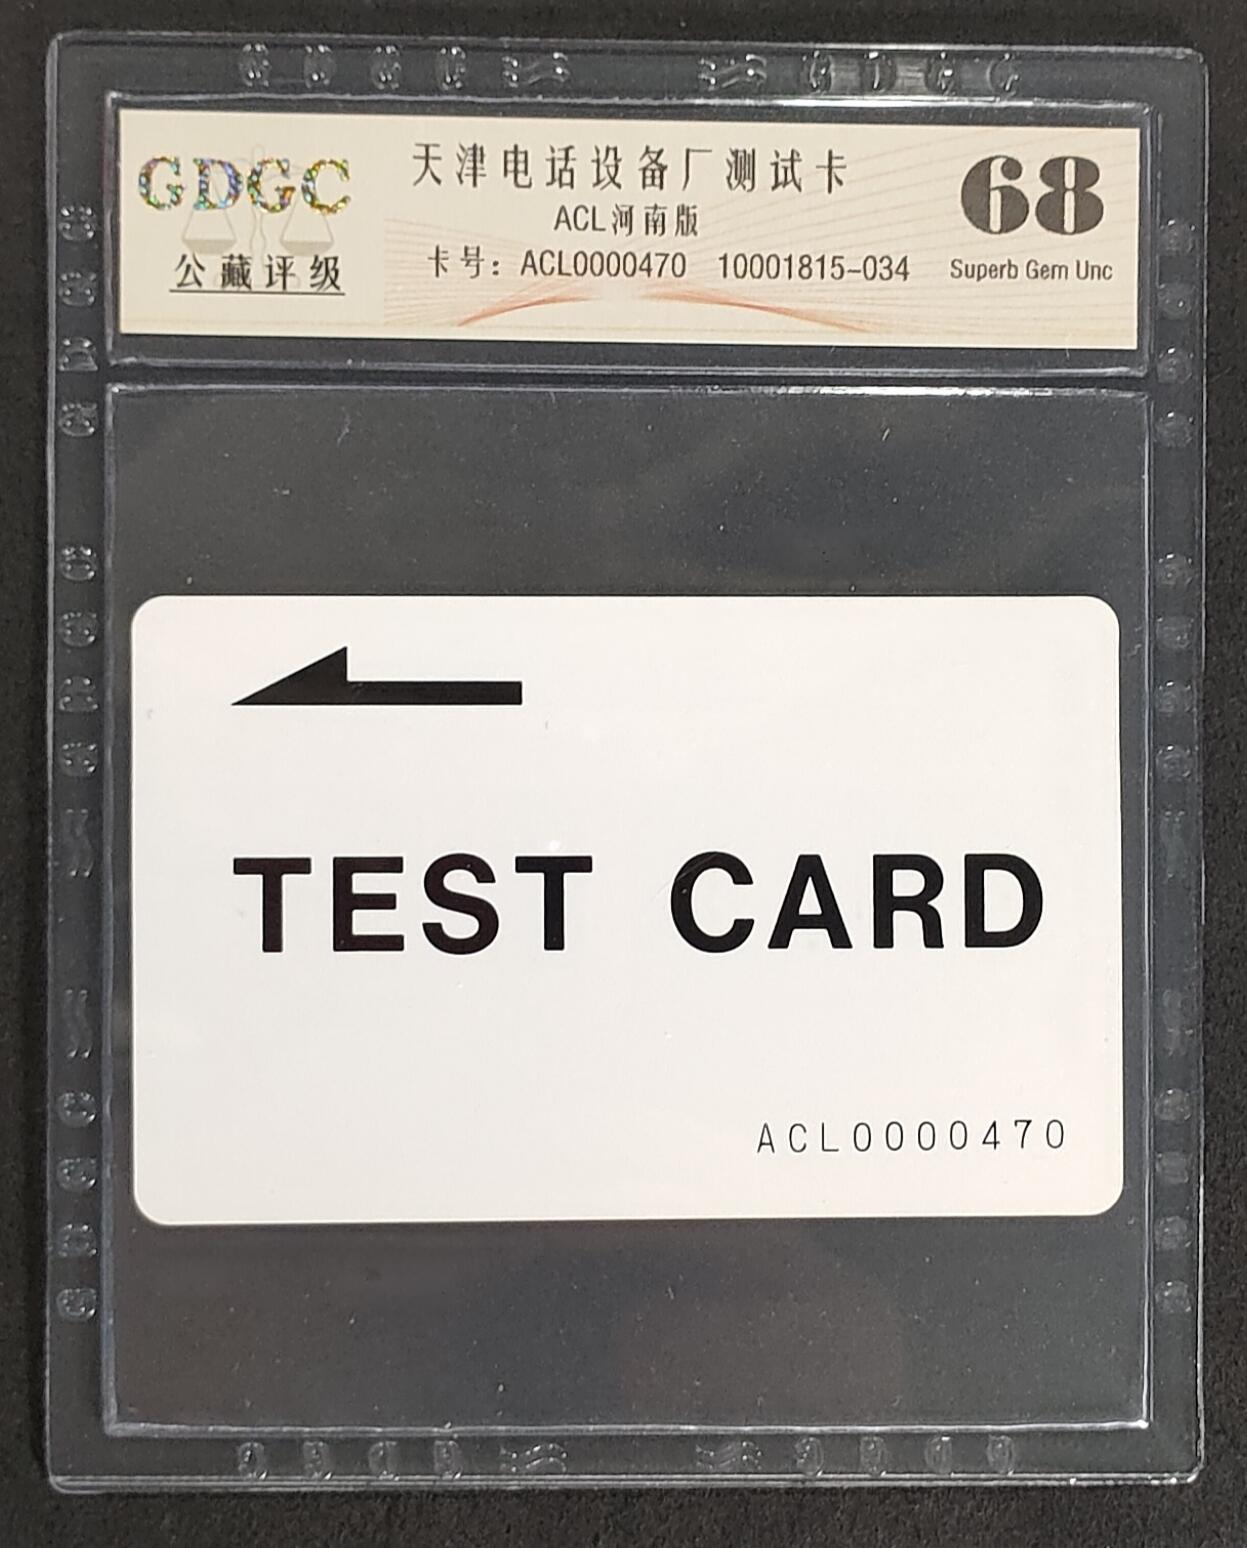 GDGC
公藏评级
天津电话设备厂测试卡
ACL河南版
卡号：ACL0000470 10001815-034
68
Superb Gem Unc
TEST CARD
ACL0000470